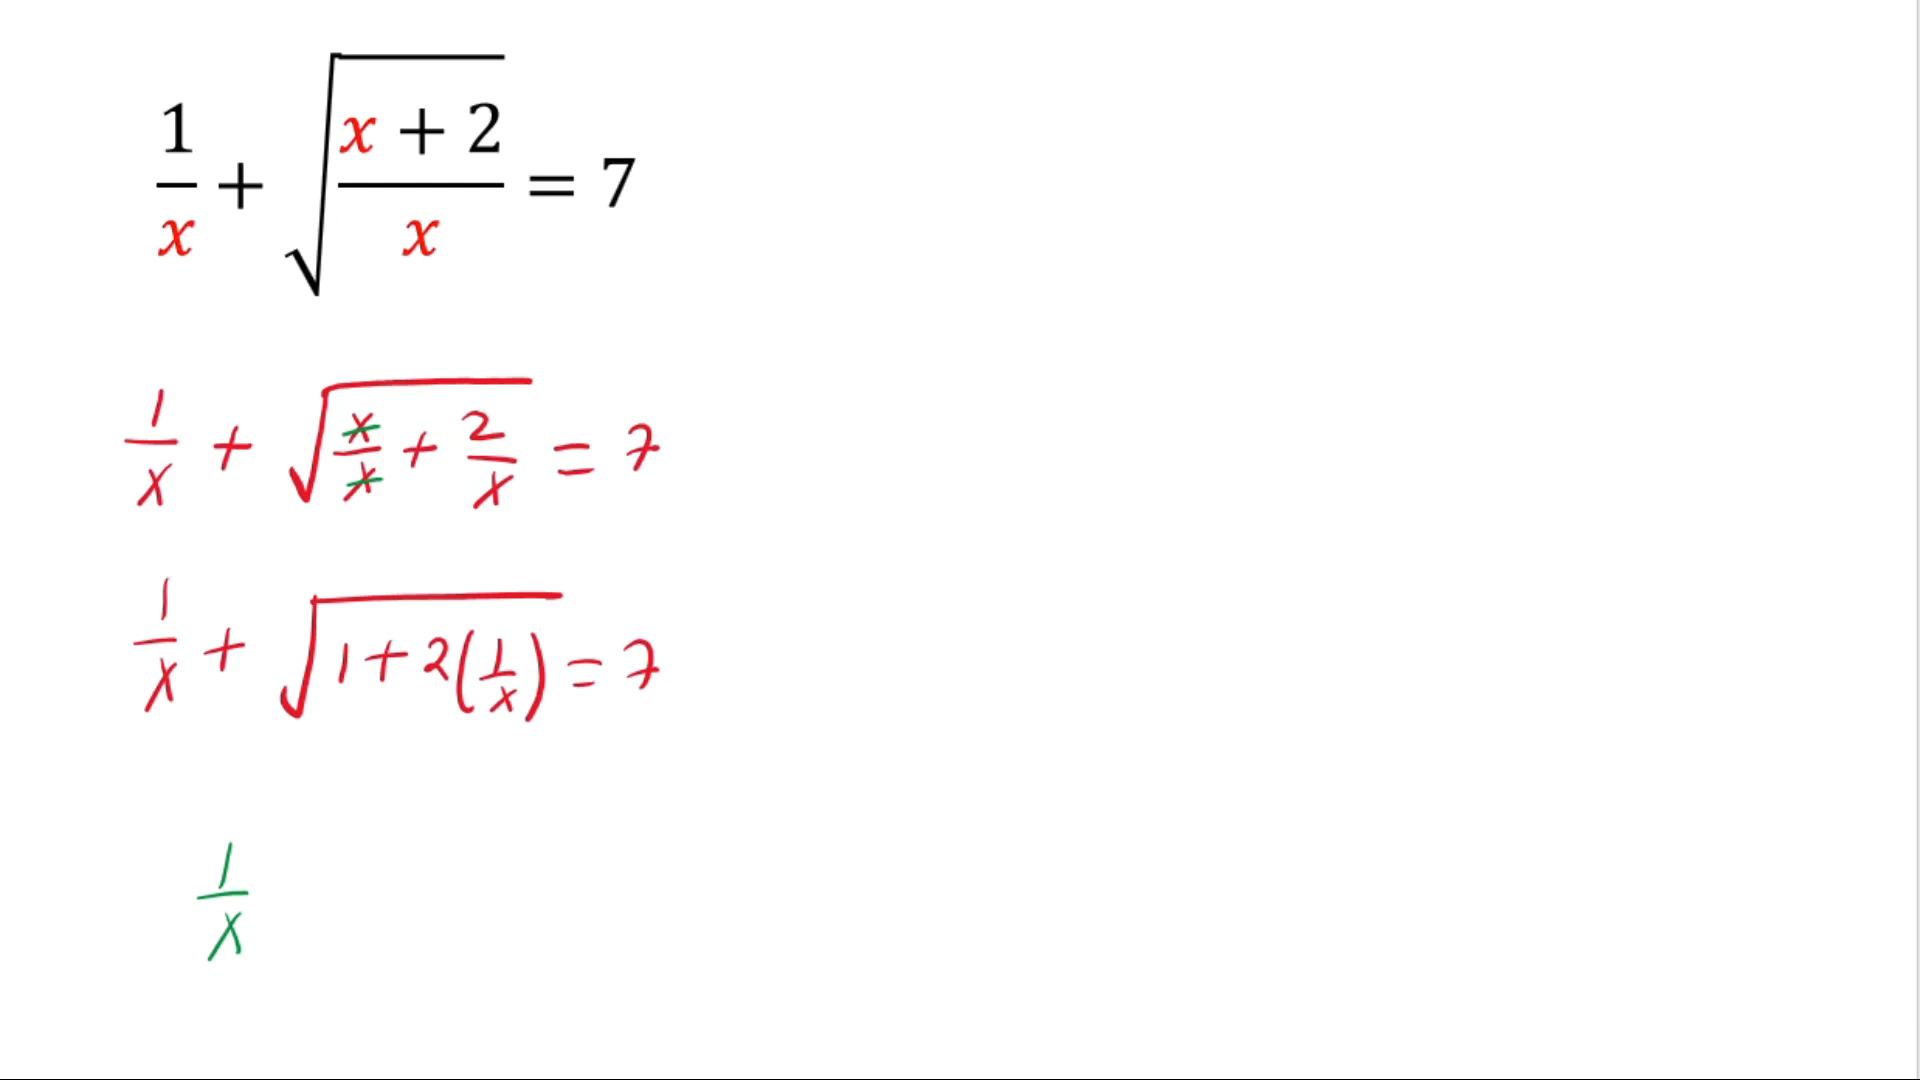 1/x + √((x + 2)/x) = 7
1/x + √(x/x + 2/x) = 7
1/x + √(1 + 2(1/x)) = 7
1/x